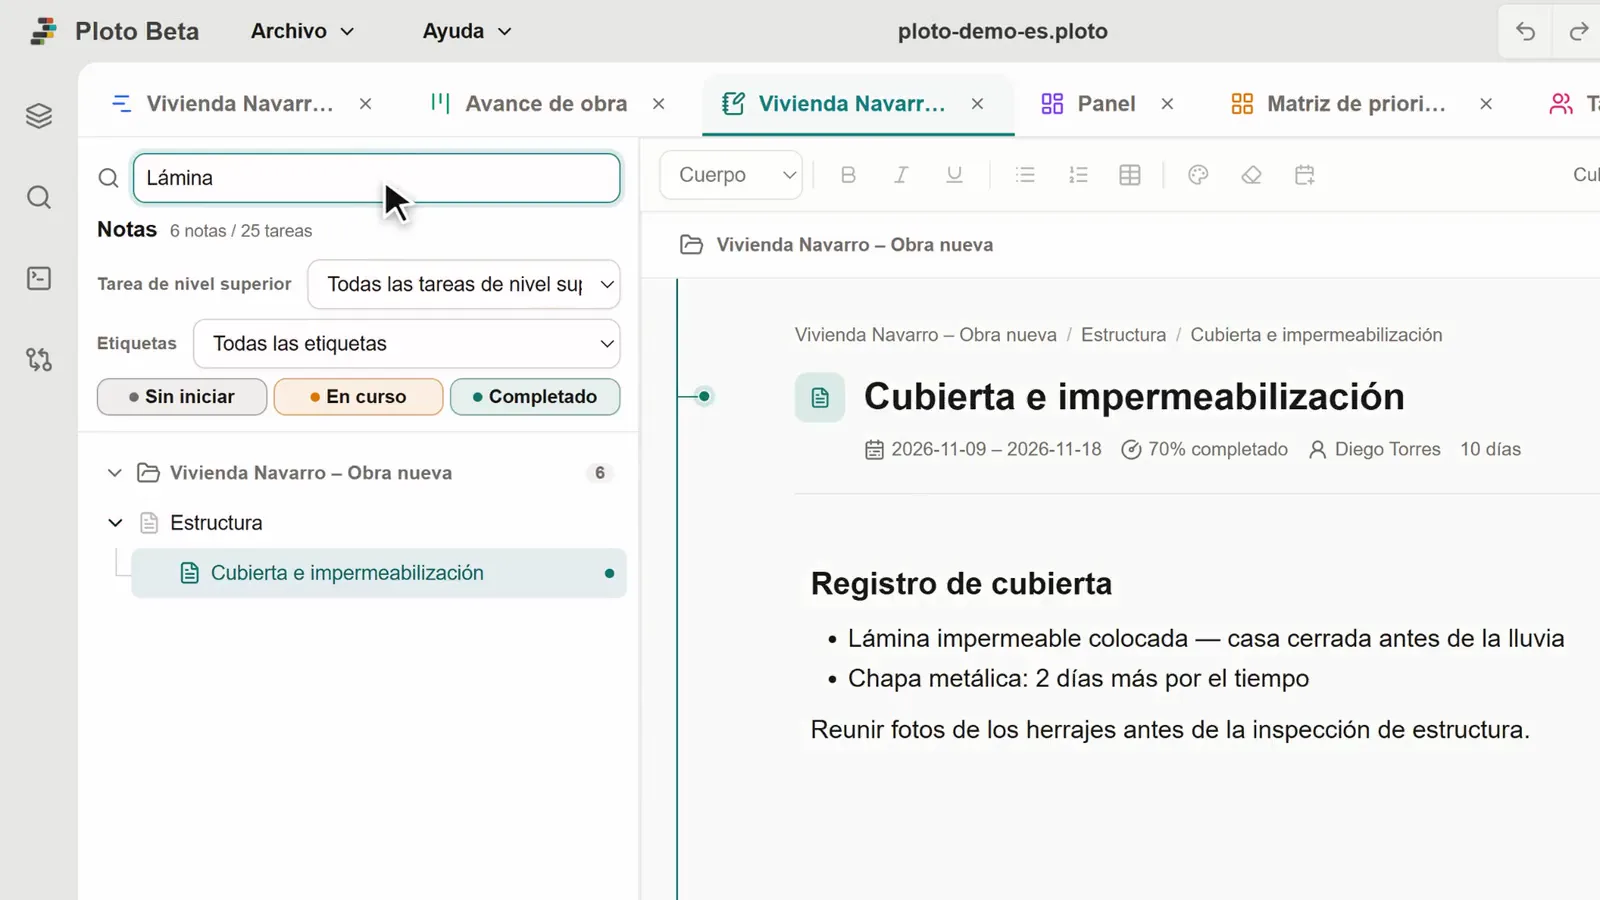 Ploto Beta
Archivo
Ayuda
ploto-demo-es.ploto
Vivienda Navarr...
Avance de obra
Vivienda Navarr...
Panel
Matriz de priori...
Lámina
Cuerpo
Notas 6 notas / 25 tareas
Vivienda Navarro – Obra nueva
Tarea de nivel superior
Todas las tareas de nivel sup
Etiquetas
Todas las etiquetas
Sin iniciar
En curso
Completado
Vivienda Navarro – Obra nueva 6
Estructura
Cubierta e impermeabilización
Vivienda Navarro – Obra nueva / Estructura / Cubierta e impermeabilización
Cubierta e impermeabilización
2026-11-09 – 2026-11-18 70% completado Diego Torres 10 días
Registro de cubierta
• Lámina impermeable colocada — casa cerrada antes de la lluvia
• Chapa metálica: 2 días más por el tiempo
Reunir fotos de los herrajes antes de la inspección de estructura.